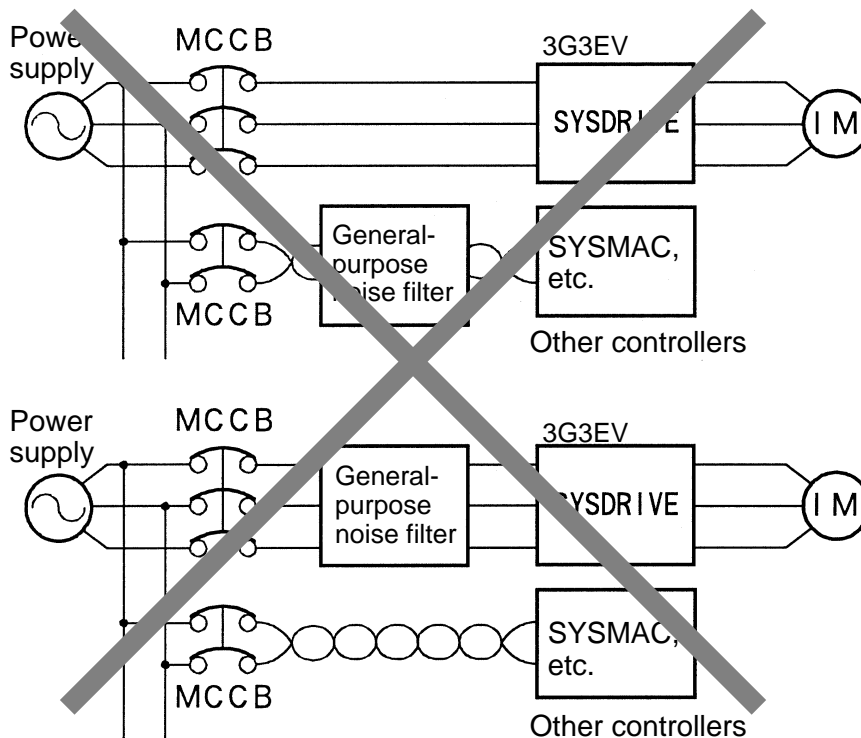 Power
supply
MCCB
3G3EV
SYSDRIVE
IM
General-
purpose
noise filter
SYSMAC,
etc.
MCCB
Other controllers
Power
supply
MCCB
3G3EV
General-
purpose
noise filter
SYSDRIVE
IM
SYSMAC,
etc.
MCCB
Other controllers